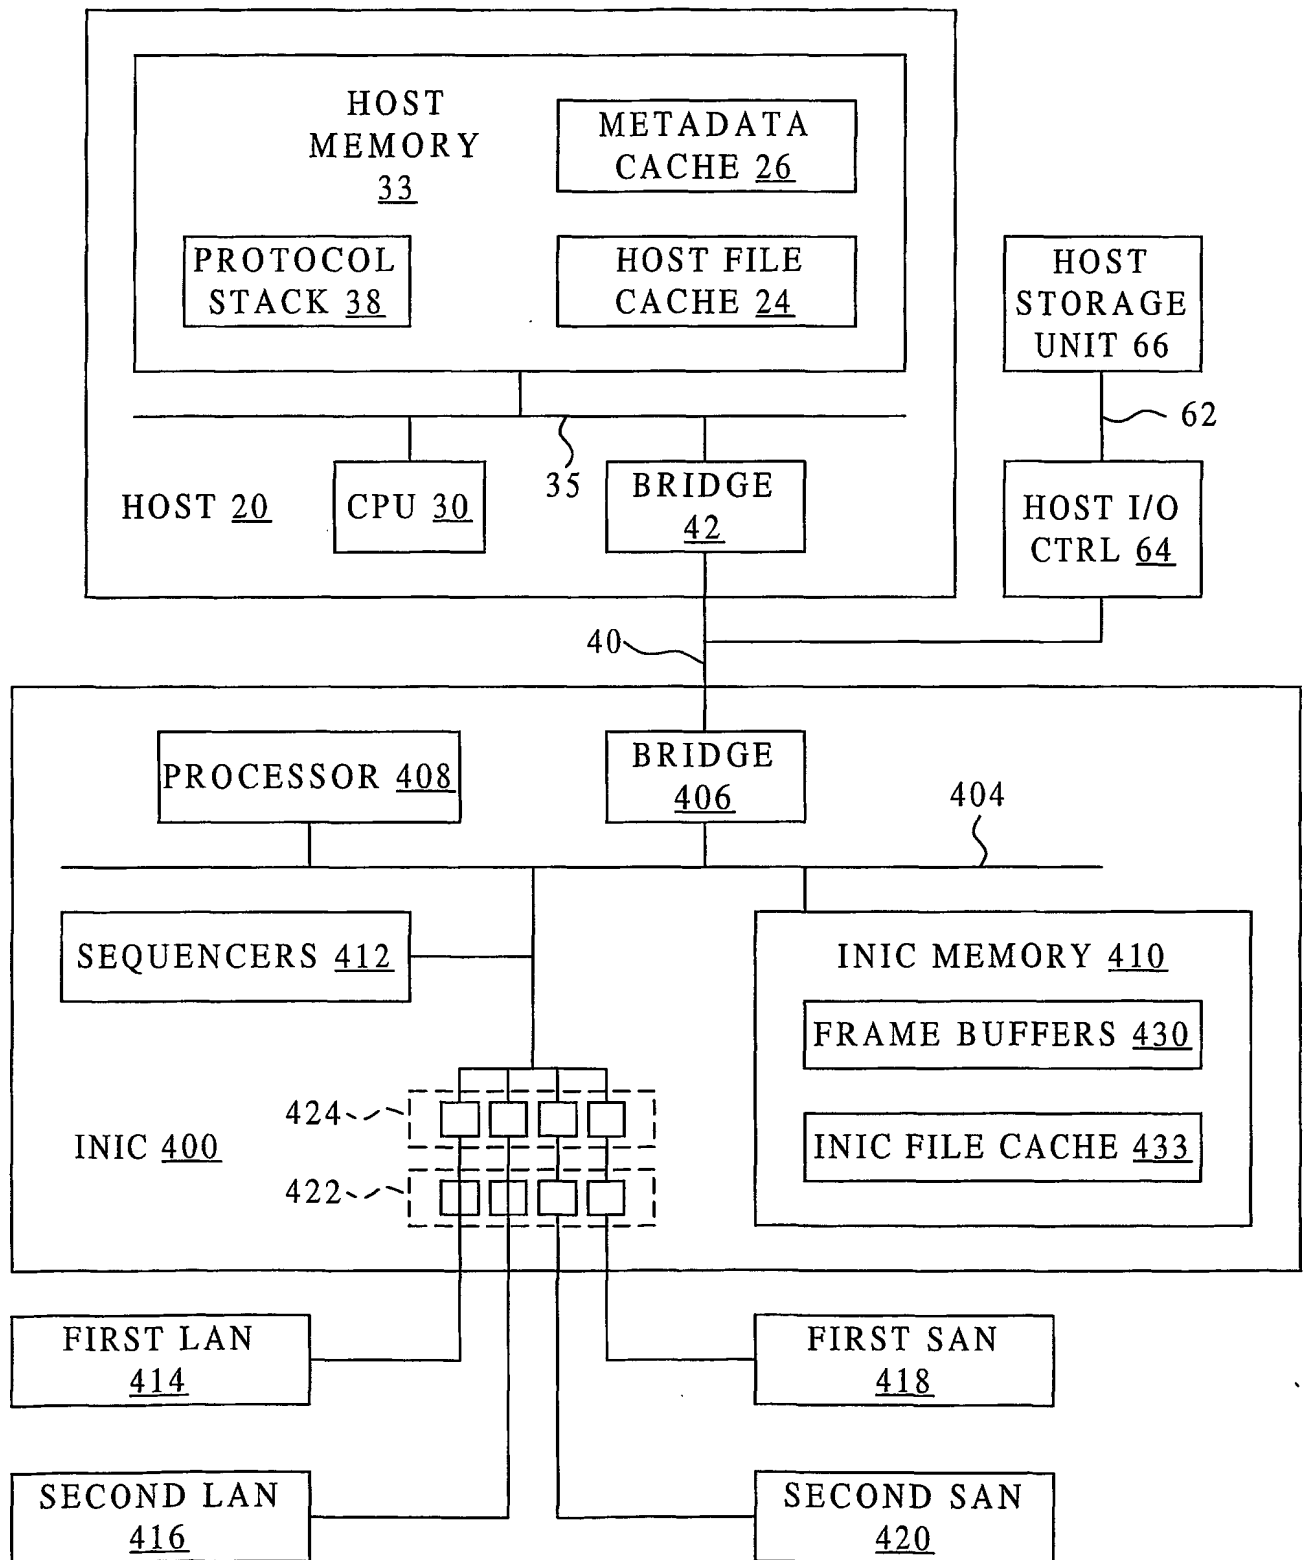 HOST
MEMORY
33
METADATA
CACHE 26
PROTOCOL
STACK 38
HOST FILE
CACHE 24
HOST
STORAGE
UNIT 66
62
35
HOST 20
CPU 30
BRIDGE
42
HOST I/O
CTRL 64
40
PROCESSOR 408
BRIDGE
406
404
SEQUENCERS 412
INIC MEMORY 410
FRAME BUFFERS 430
INIC FILE CACHE 433
424
INIC 400
422
FIRST LAN
414
FIRST SAN
418
SECOND LAN
416
SECOND SAN
420